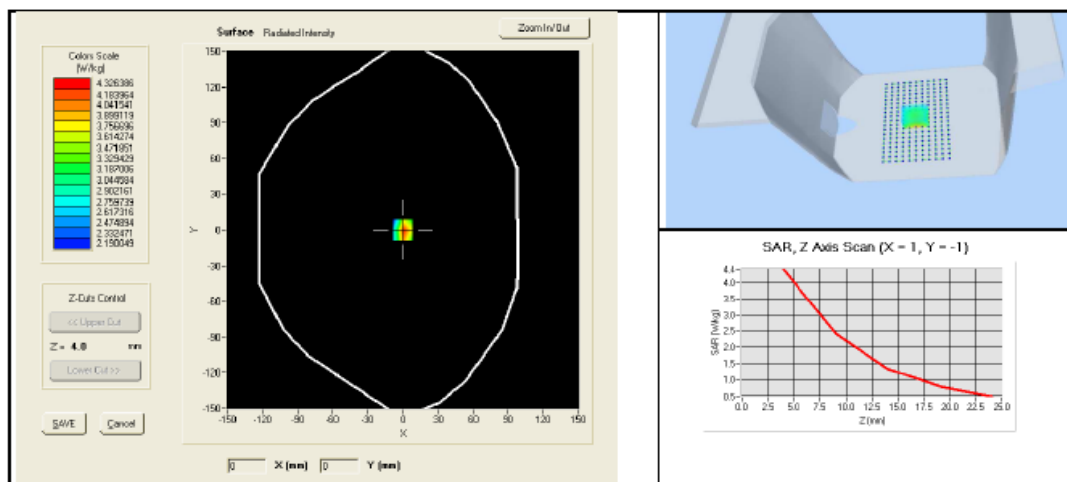 Surface Radiated Intensity
Zoom In/Out
Colors Scale
(W/kg)
4.326386
4.183964
4.041541
3.899119
3.756696
3.614274
3.471851
3.329429
3.187006
3.044584
2.902161
2.759739
2.617316
2.474894
2.332471
2.190049
Z-Cuts Control
<< Upper Cut
Z = 4.0 mm
Lower Cut >>
SAVE
Cancel
150
120
90
60
30
0
-30
-60
-90
-120
-150
Y
-150 -120 -90 -60 -30 0 30 60 90 120 150
X
0 X (mm) 0 Y (mm)
SAR, Z Axis Scan (X = 1, Y = -1)
SAR (W/kg)
4.4
4.0
3.5
3.0
2.5
2.0
1.5
1.0
0.5
0.0 2.5 5.0 7.5 10.0 12.5 15.0 17.5 20.0 22.5 25.0
Z (mm)